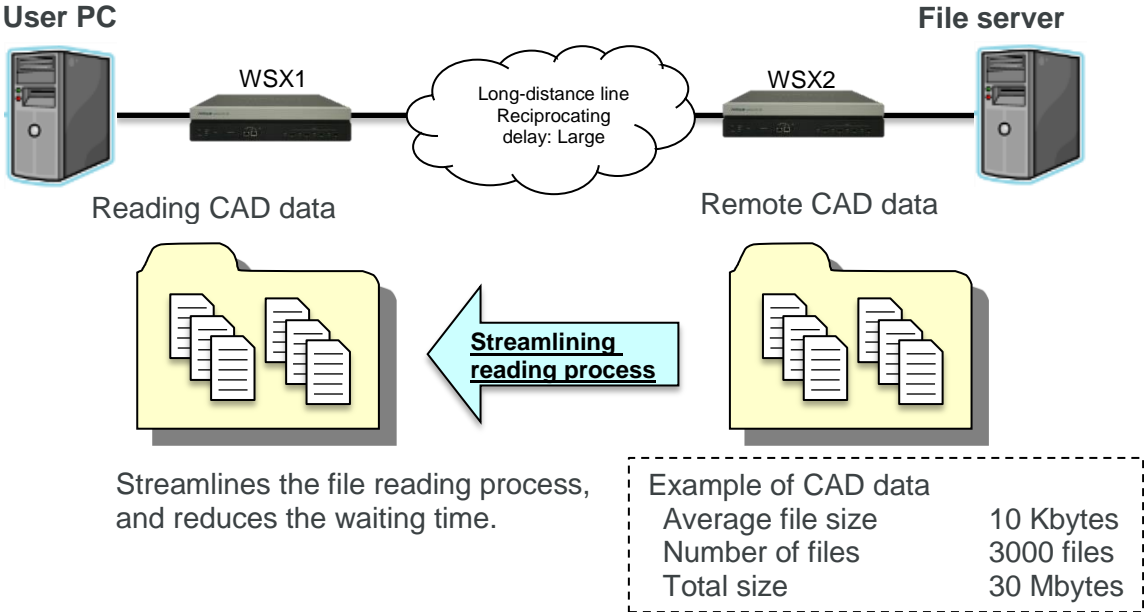 User PC
File server
WSX1
WSX2
Long-distance line
Reciprocating
delay: Large
Reading CAD data
Remote CAD data
Streamlining
reading process
Streamlines the file reading process,
and reduces the waiting time.
Example of CAD data
Average file size 10 Kbytes
Number of files 3000 files
Total size 30 Mbytes